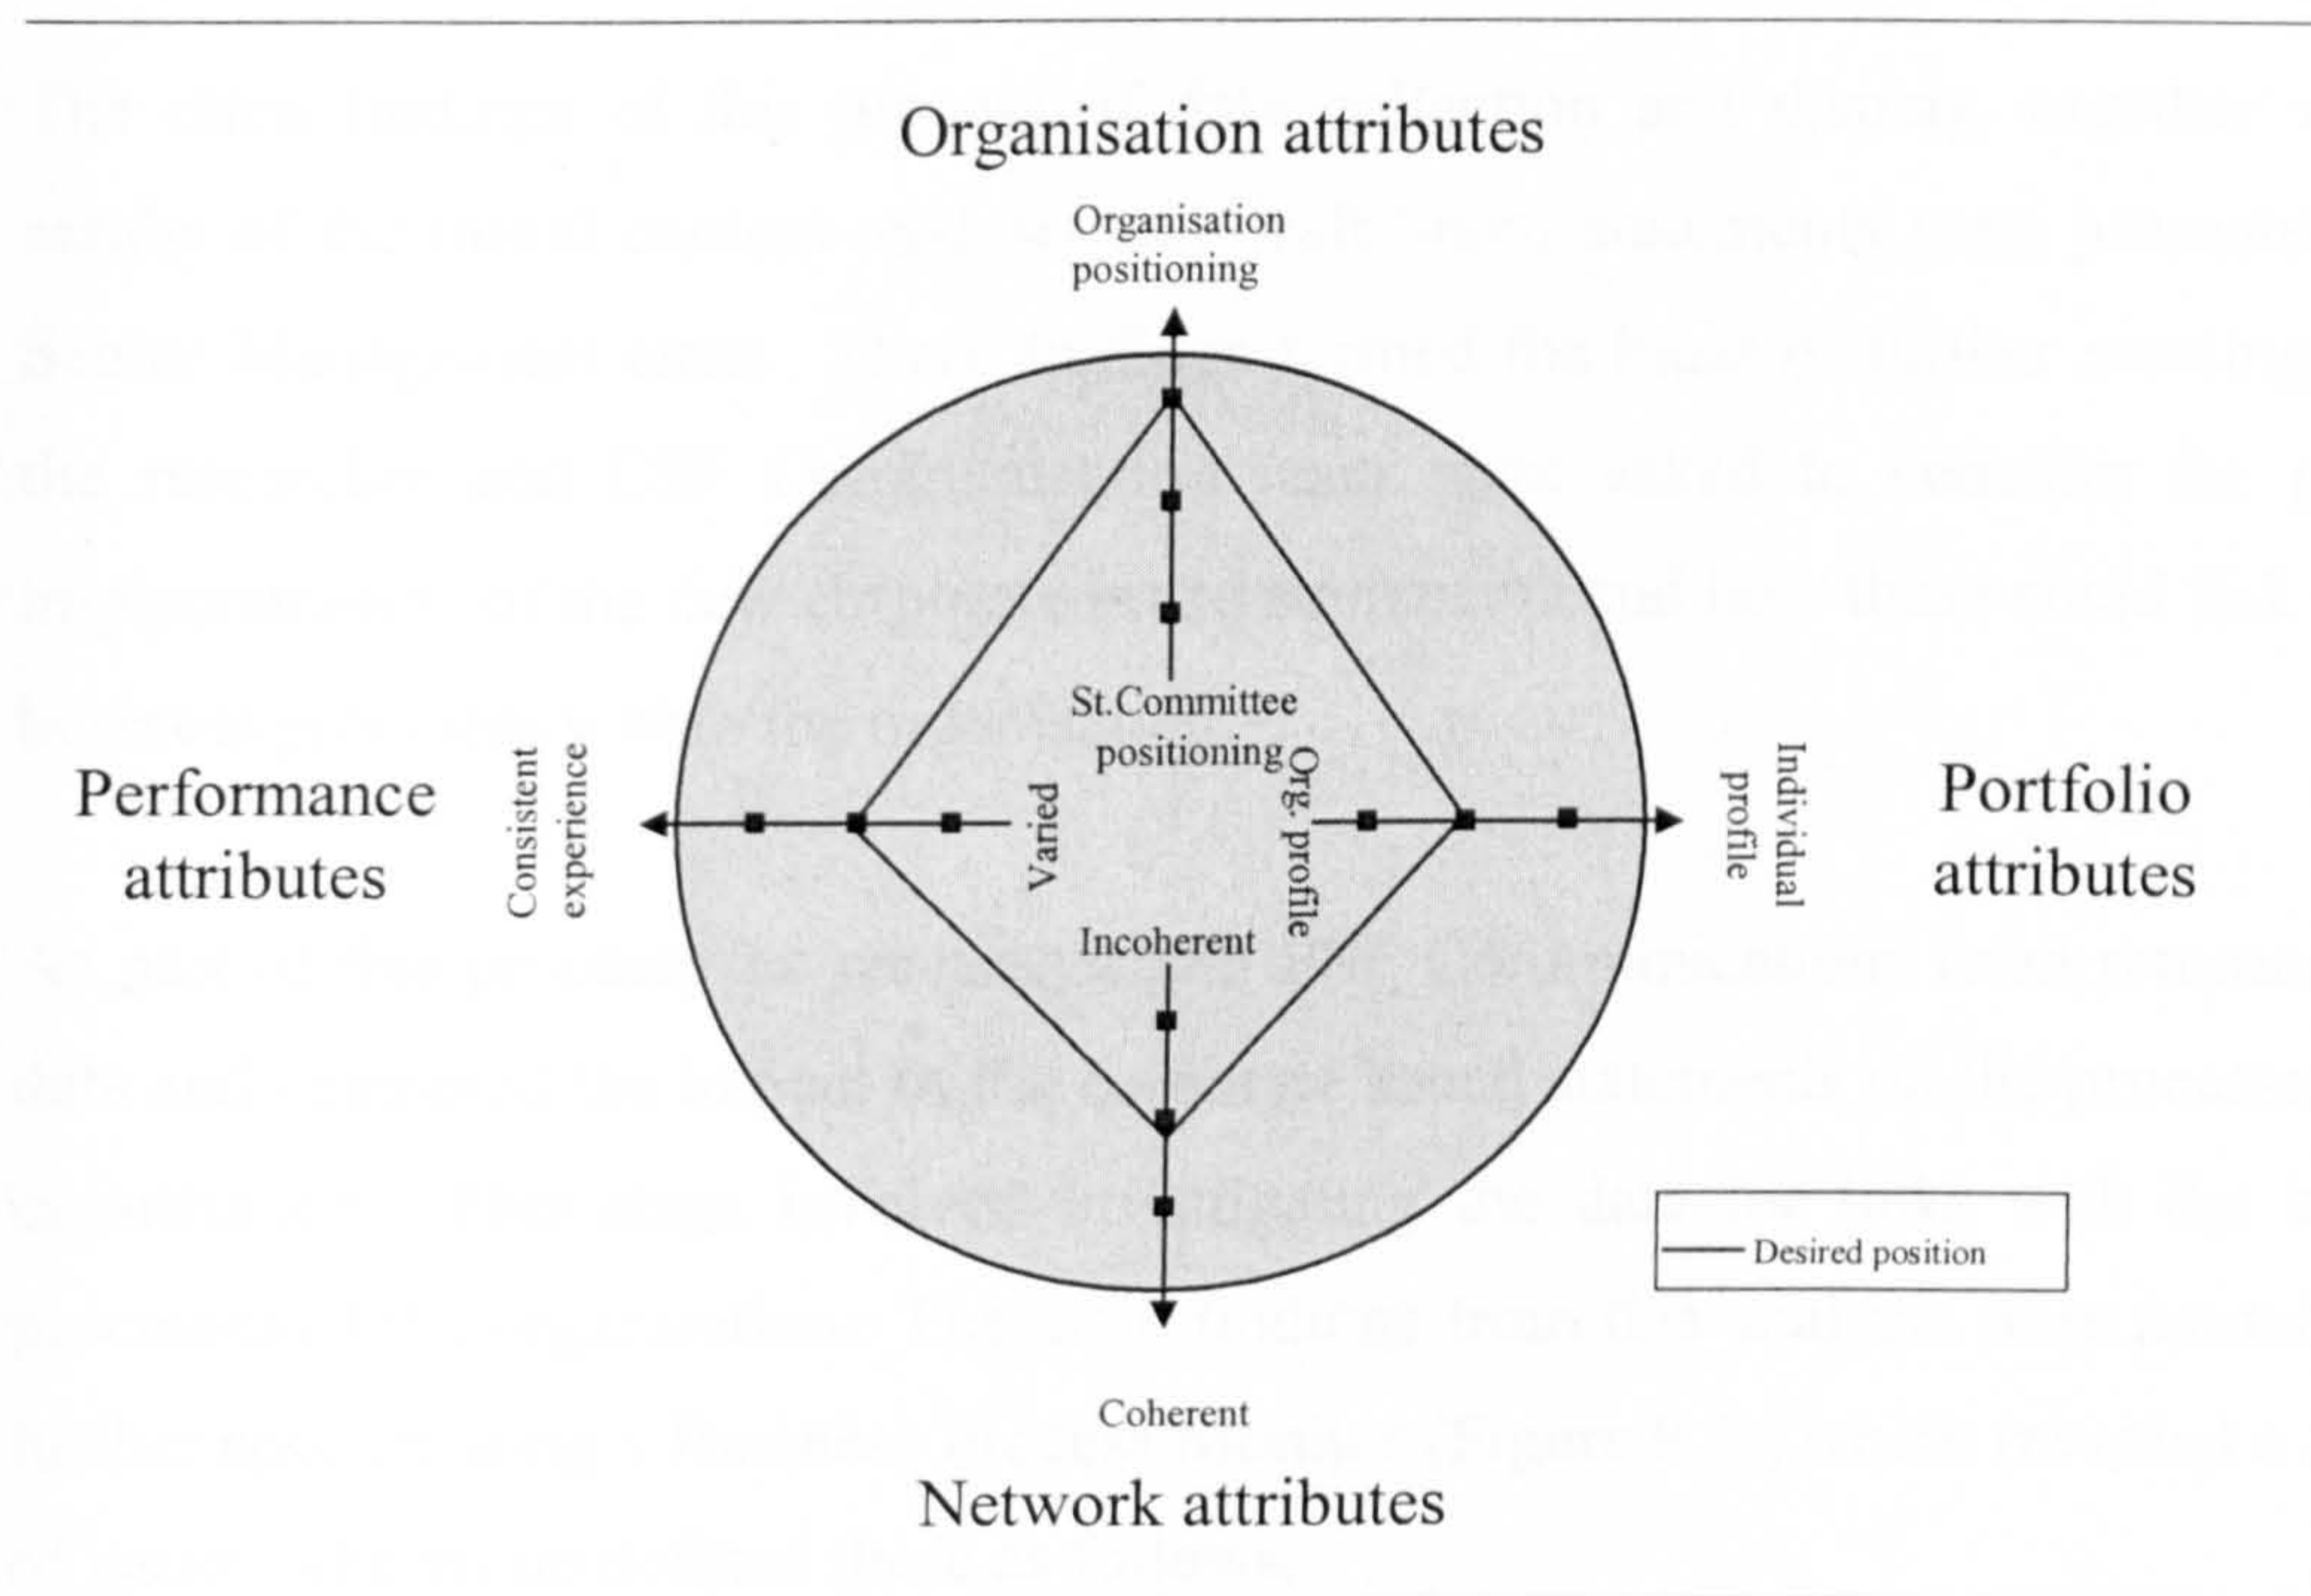 Organisation attributes
Organisation
positioning
St.Committee
positioning
Performance
attributes
Consistent
experience
Varied
Org. profile
Individual
profile
Portfolio
attributes
Incoherent
Desired position
Coherent
Network attributes